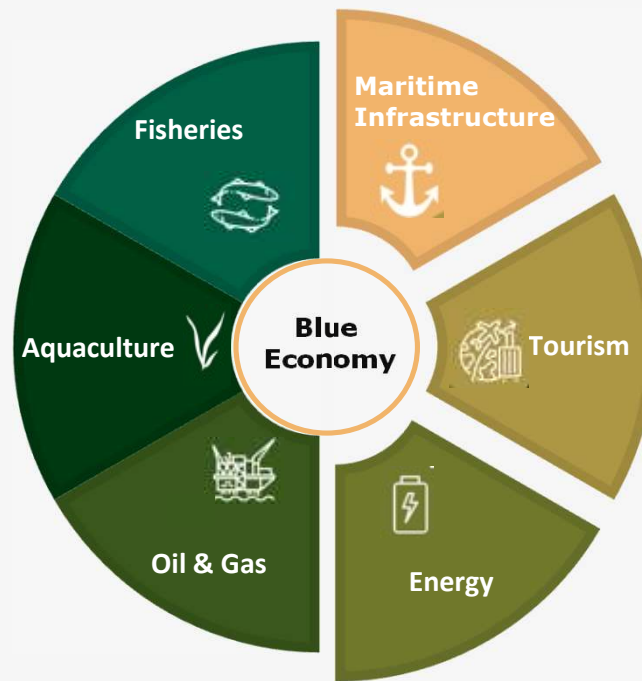 Maritime
Infrastructure
Fisheries
Blue
Economy
Aquaculture
Tourism
Oil & Gas
Energy